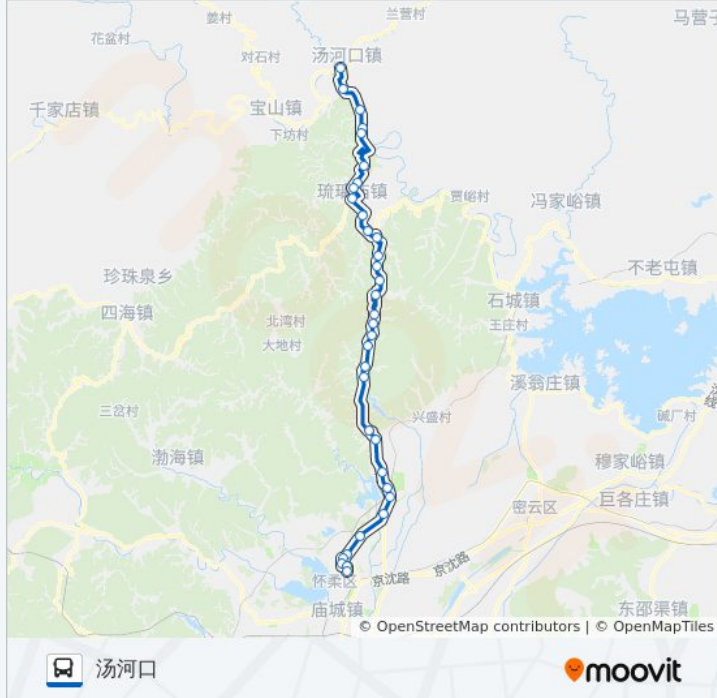 姜村
兰营村
马营子
花盆村
对石村
汤河口镇
千家店镇
宝山镇
下坊村
琉璃庙镇
贾峪村
冯家峪镇
珍珠泉乡
不老屯镇
四海镇
石城镇
北湾村
王庄村
大地村
溪翁庄镇
三岔村
兴盛村
碱厂村
渤海镇
穆家峪镇
密云区
巨各庄镇
京沈路
怀柔区
京沈路
庙城镇
东邵渠镇
© OpenStreetMap contributors | © OpenMapTiles
汤河口
moovit